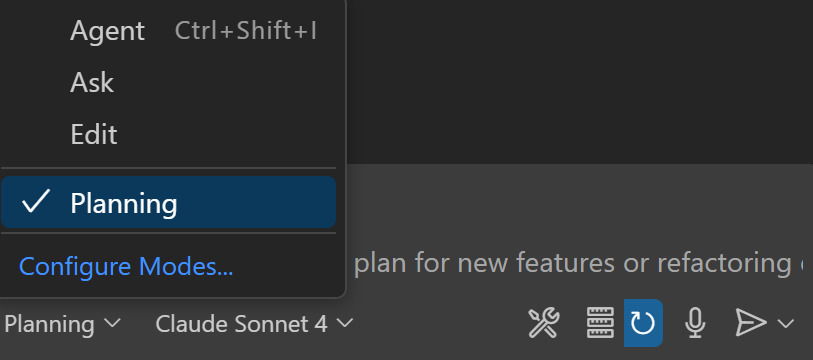 Agent Ctrl+Shift+I
Ask
Edit
Planning
Configure Modes...
plan for new features or refactoring
Planning Claude Sonnet 4